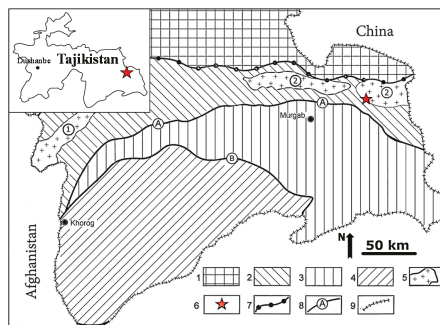 China
Dushanbe
Tajikistan
2
2
A
A
Murgab
1
B
Khorog
Afghanistan
N
50 km
1
2
3
4
5
6
7
8
A
9